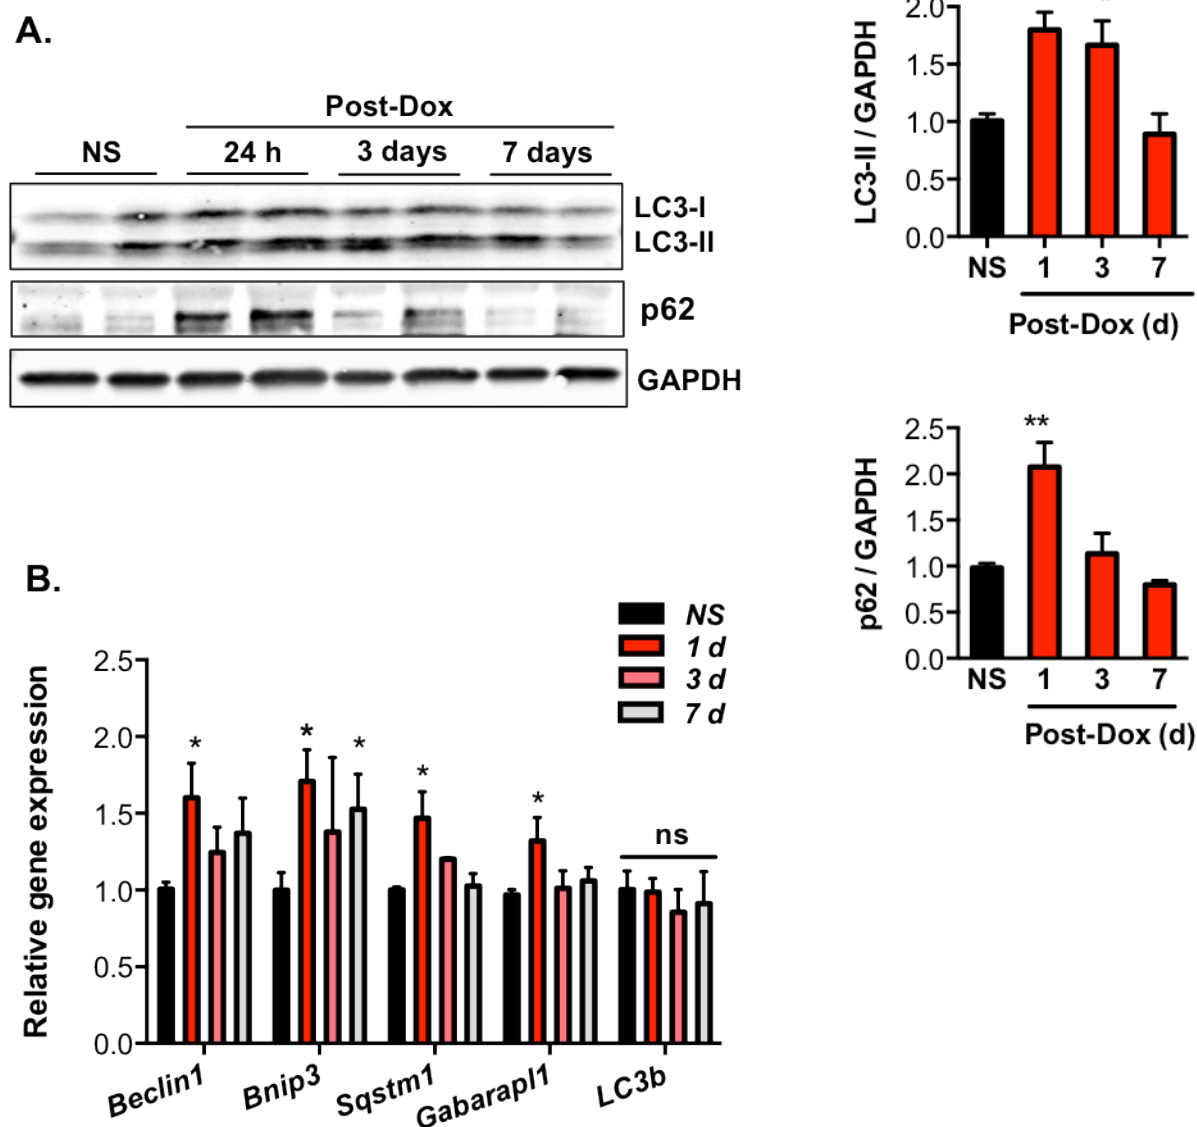 A.
Post-Dox
NS 24 h 3 days 7 days
LC3-I
LC3-II
p62
GAPDH
LC3-II / GAPDH
2.0
1.5
1.0
0.5
0.0
NS 1 3 7
Post-Dox (d)
p62 / GAPDH
**
2.5
2.0
1.5
1.0
0.5
0.0
NS 1 3 7
Post-Dox (d)
B.
NS
1 d
3 d
7 d
Relative gene expression
2.5
2.0
1.5
1.0
0.5
0.0
* * * * *
ns
Beclin1 Bnip3 Sqstm1 Gabarapl1 LC3b